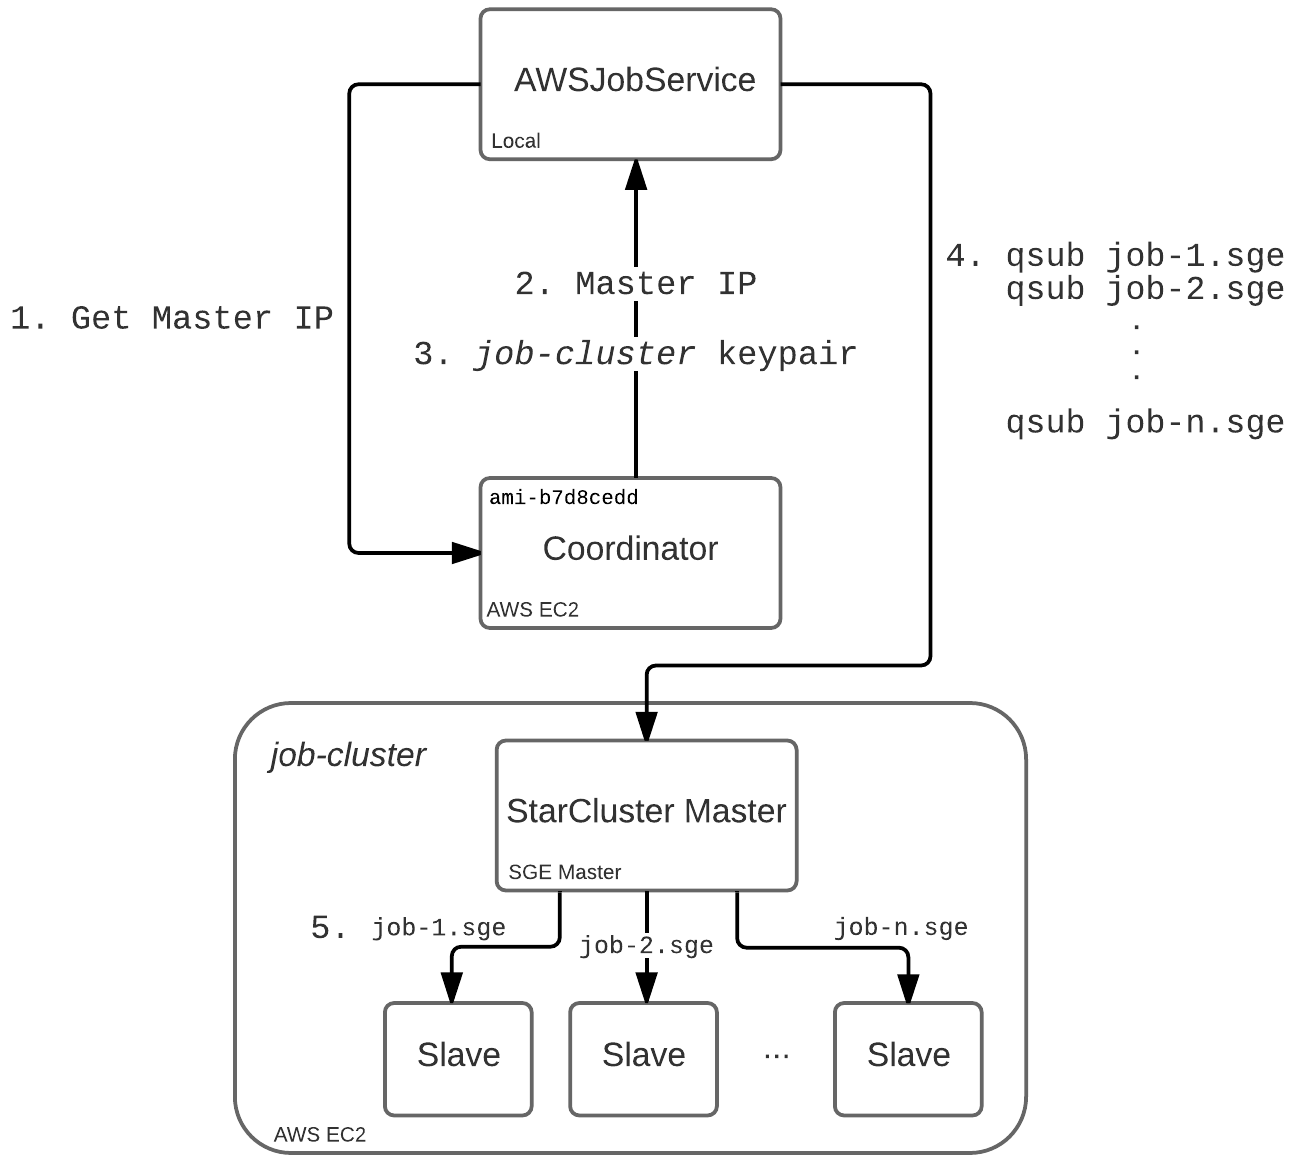 AWSJobService
Local
1. Get Master IP
2. Master IP
3. job-cluster keypair
4. qsub job-1.sge
qsub job-2.sge
.
.
.
qsub job-n.sge
ami-b7d8cedd
Coordinator
AWS EC2
job-cluster
StarCluster Master
SGE Master
5. job-1.sge
job-2.sge
job-n.sge
Slave
Slave
...
Slave
AWS EC2